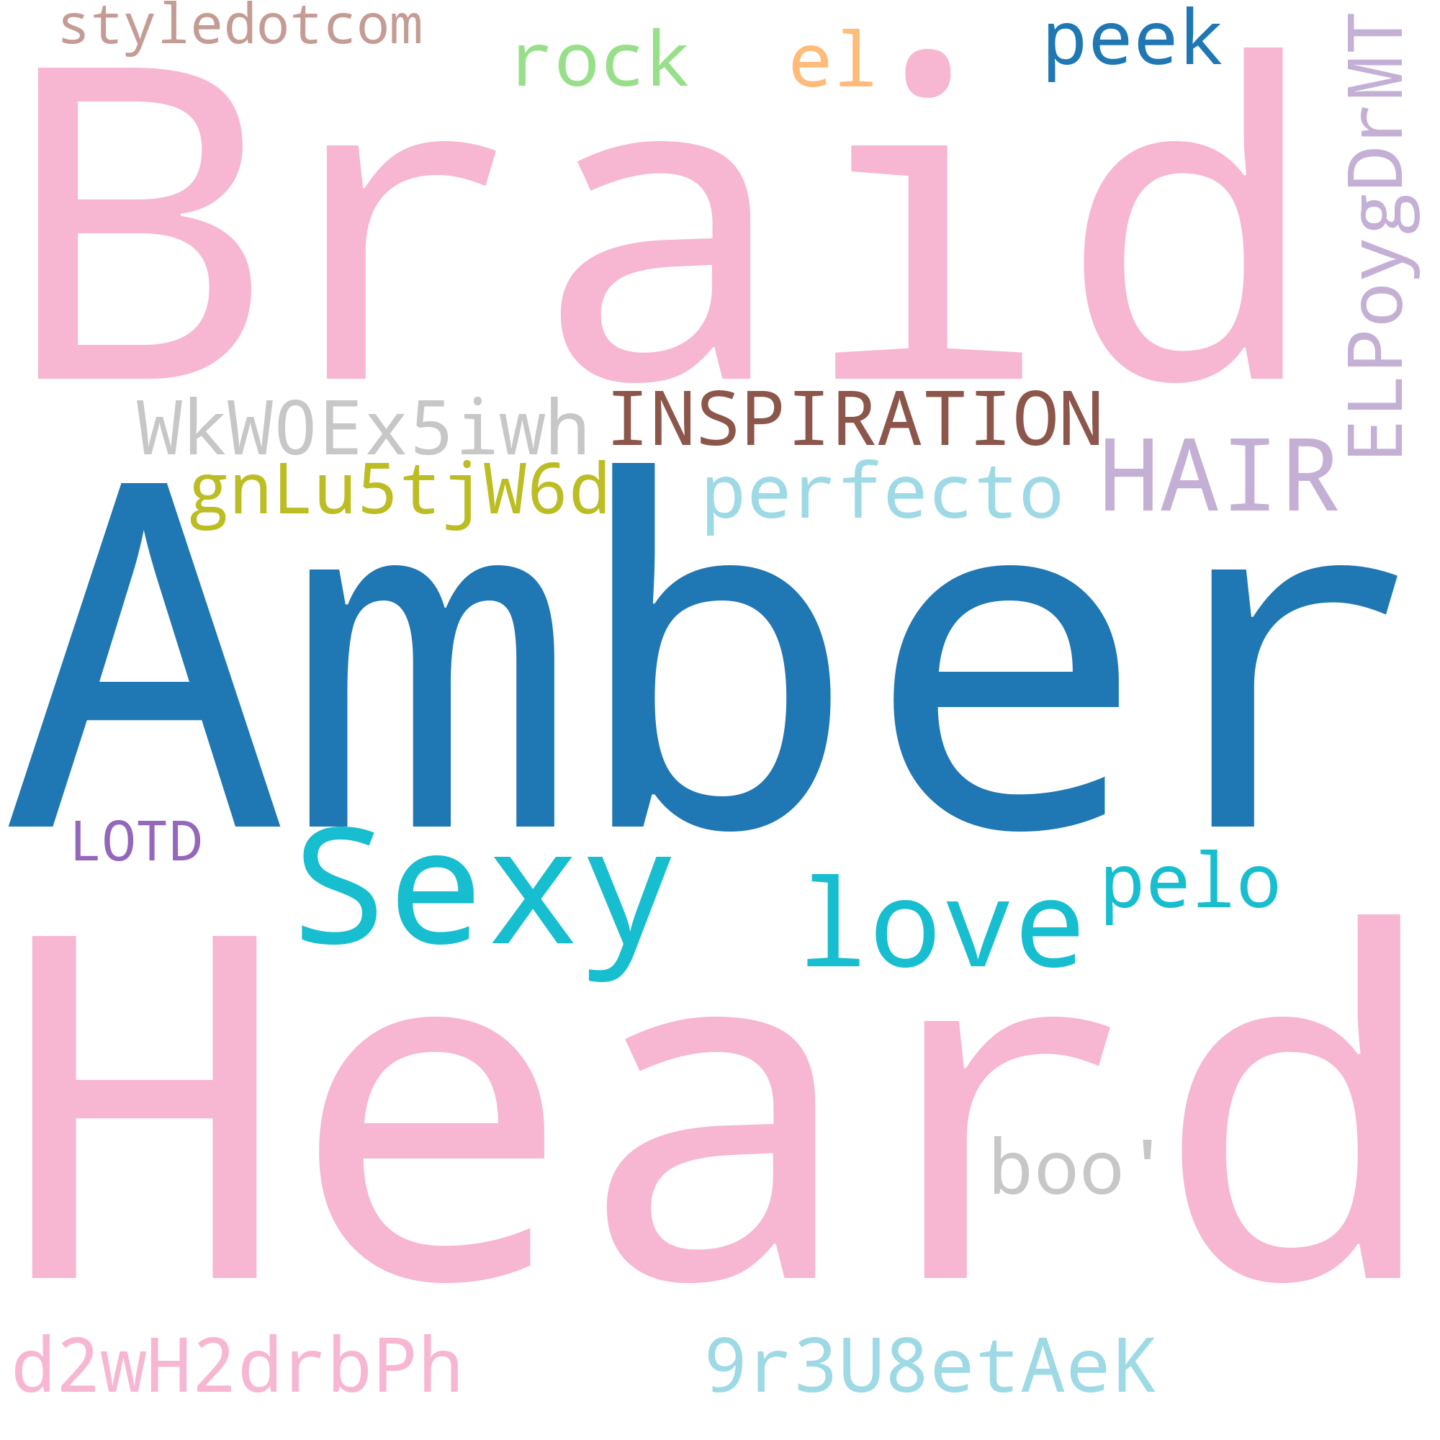 styledotcom
rock
el
peek
ELPoygDrMT
Braid
WkWOEx5iwh
INSPIRATION
HAIR
gnLu5tjW6d
perfecto
Amber
LOTD
Sexy
love
pelo
Heard
boo'
d2wH2drbPh
9r3U8etAeK